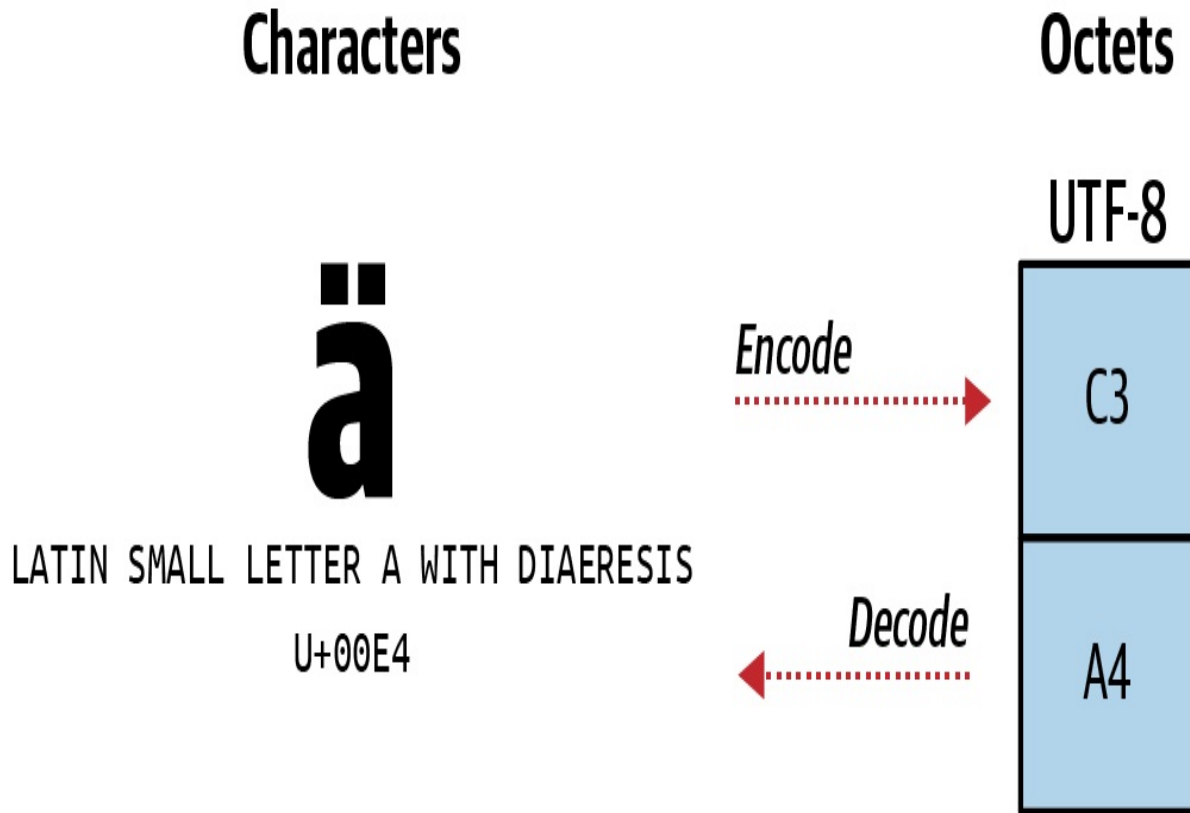 Characters
Octets
UTF-8
ä
Encode
C3
LATIN SMALL LETTER A WITH DIAERESIS
U+00E4
Decode
A4